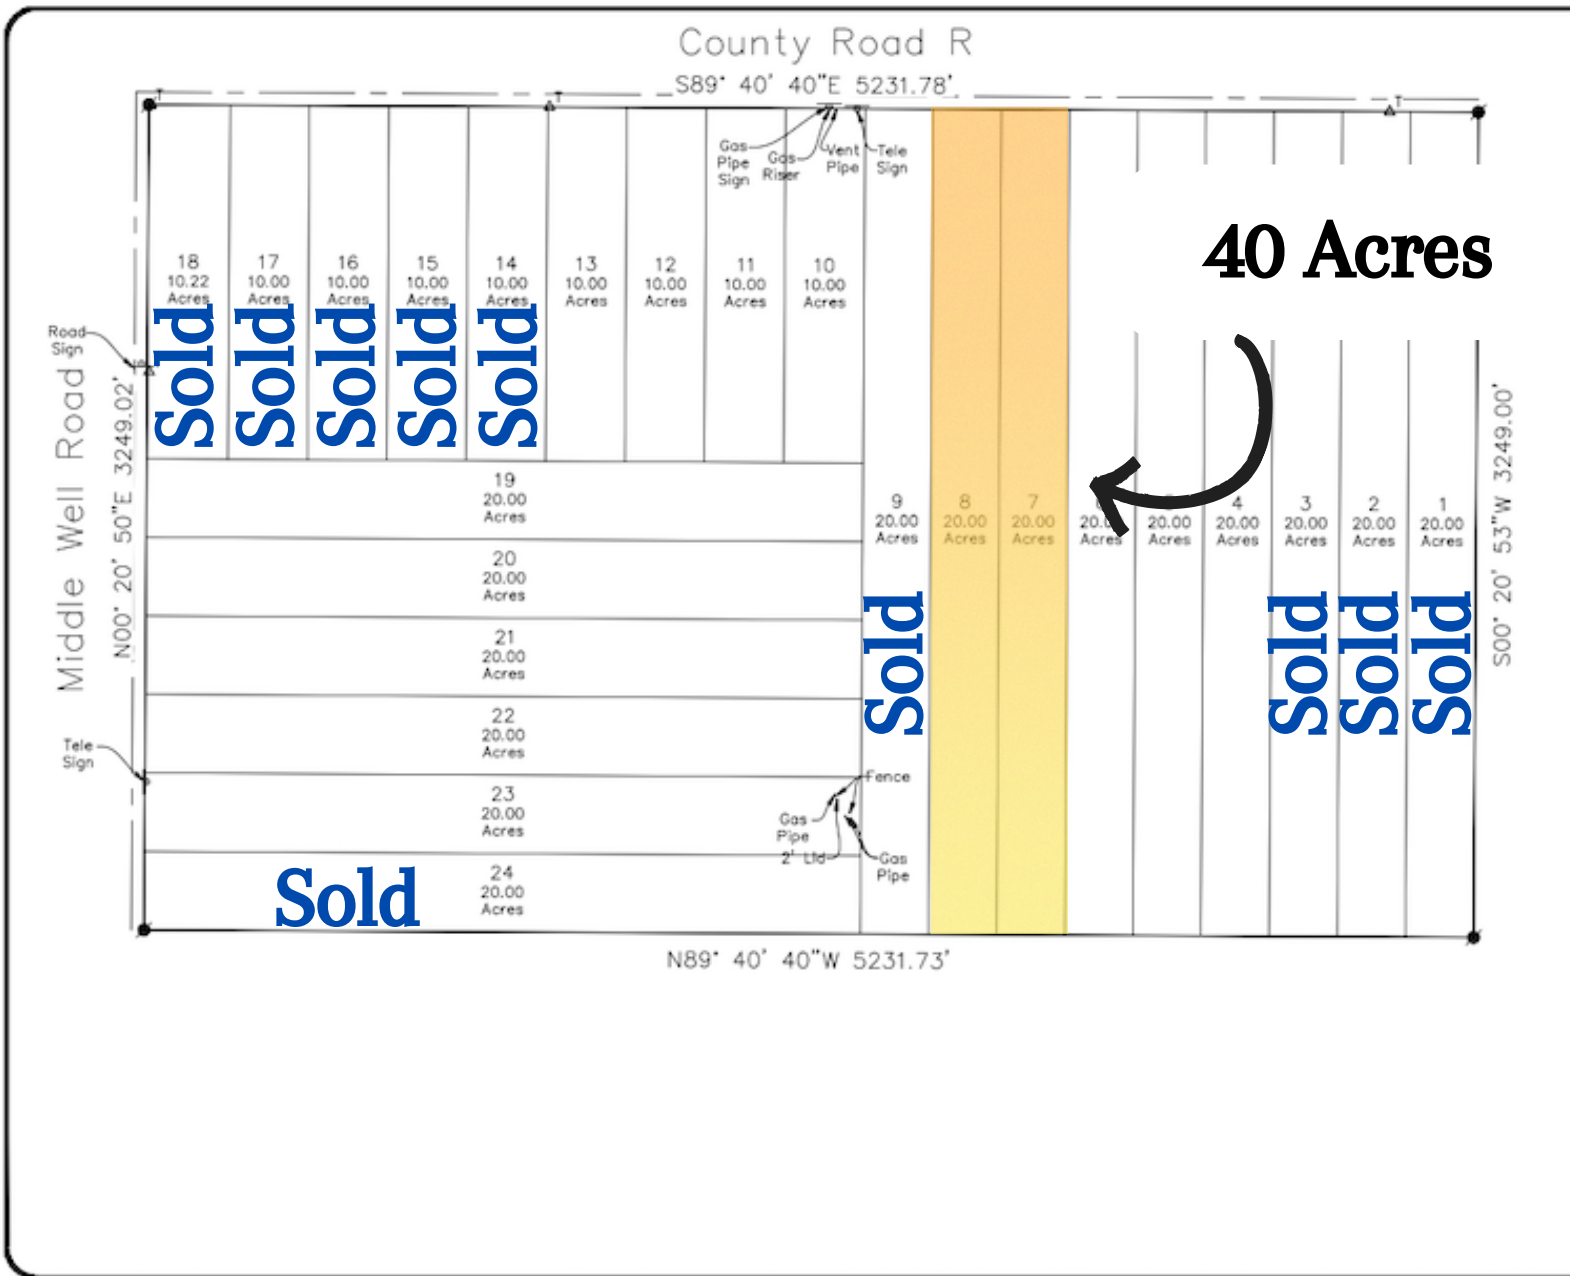 County Road R
S89° 40' 40"E 5231.78'
T
T
T
Gas
Pipe
Sign
Gas
Riser
Vent
Pipe
Tele
Sign
40 Acres
18
10.22
Acres
Sold
17
10.00
Acres
Sold
16
10.00
Acres
Sold
15
10.00
Acres
Sold
14
10.00
Acres
Sold
13
10.00
Acres
12
10.00
Acres
11
10.00
Acres
10
10.00
Acres
Road
Sign
Middle Well Road
N00° 20' 50"E 3249.02'
19
20.00
Acres
20
20.00
Acres
21
20.00
Acres
22
20.00
Acres
23
20.00
Acres
24
20.00
Acres
Sold
Tele
Sign
Fence
Gas
Pipe
2' Lid
Gas
Pipe
9
20.00
Acres
Sold
8
20.00
Acres
7
20.00
Acres
Acres
20.00
Acres
4
20.00
Acres
3
20.00
Acres
Sold
2
20.00
Acres
Sold
1
20.00
Acres
Sold
S00° 20' 53"W 3249.00'
N89° 40' 40"W 5231.73'